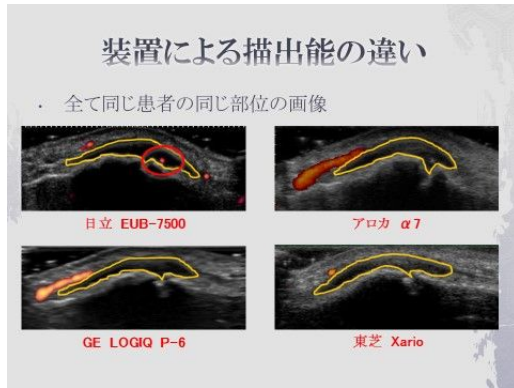 装置による描出能の違い
・ 全て同じ患者の同じ部位の画像
日立 EUB-7500
アロカ α7
GE LOGIQ P-6
東芝 Xario